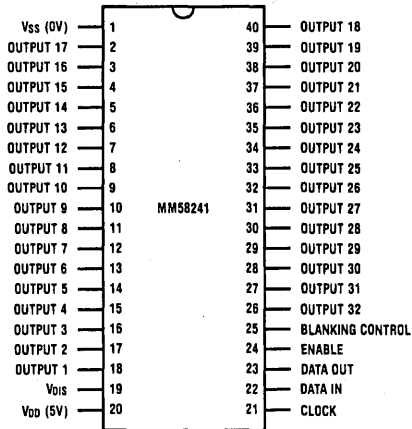 VSS (0V) 1 40 OUTPUT 18
OUTPUT 17 2 39 OUTPUT 19
OUTPUT 16 3 38 OUTPUT 20
OUTPUT 15 4 37 OUTPUT 21
OUTPUT 14 5 36 OUTPUT 22
OUTPUT 13 6 35 OUTPUT 23
OUTPUT 12 7 34 OUTPUT 24
OUTPUT 11 8 33 OUTPUT 25
OUTPUT 10 9 32 OUTPUT 26
OUTPUT 9 10 MM58241 31 OUTPUT 27
OUTPUT 8 11 30 OUTPUT 28
OUTPUT 7 12 29 OUTPUT 29
OUTPUT 6 13 28 OUTPUT 30
OUTPUT 5 14 27 OUTPUT 31
OUTPUT 4 15 26 OUTPUT 32
OUTPUT 3 16 25 BLANKING CONTROL
OUTPUT 2 17 24 ENABLE
OUTPUT 1 18 23 DATA OUT
VDIS 19 22 DATA IN
VDD (5V) 20 21 CLOCK